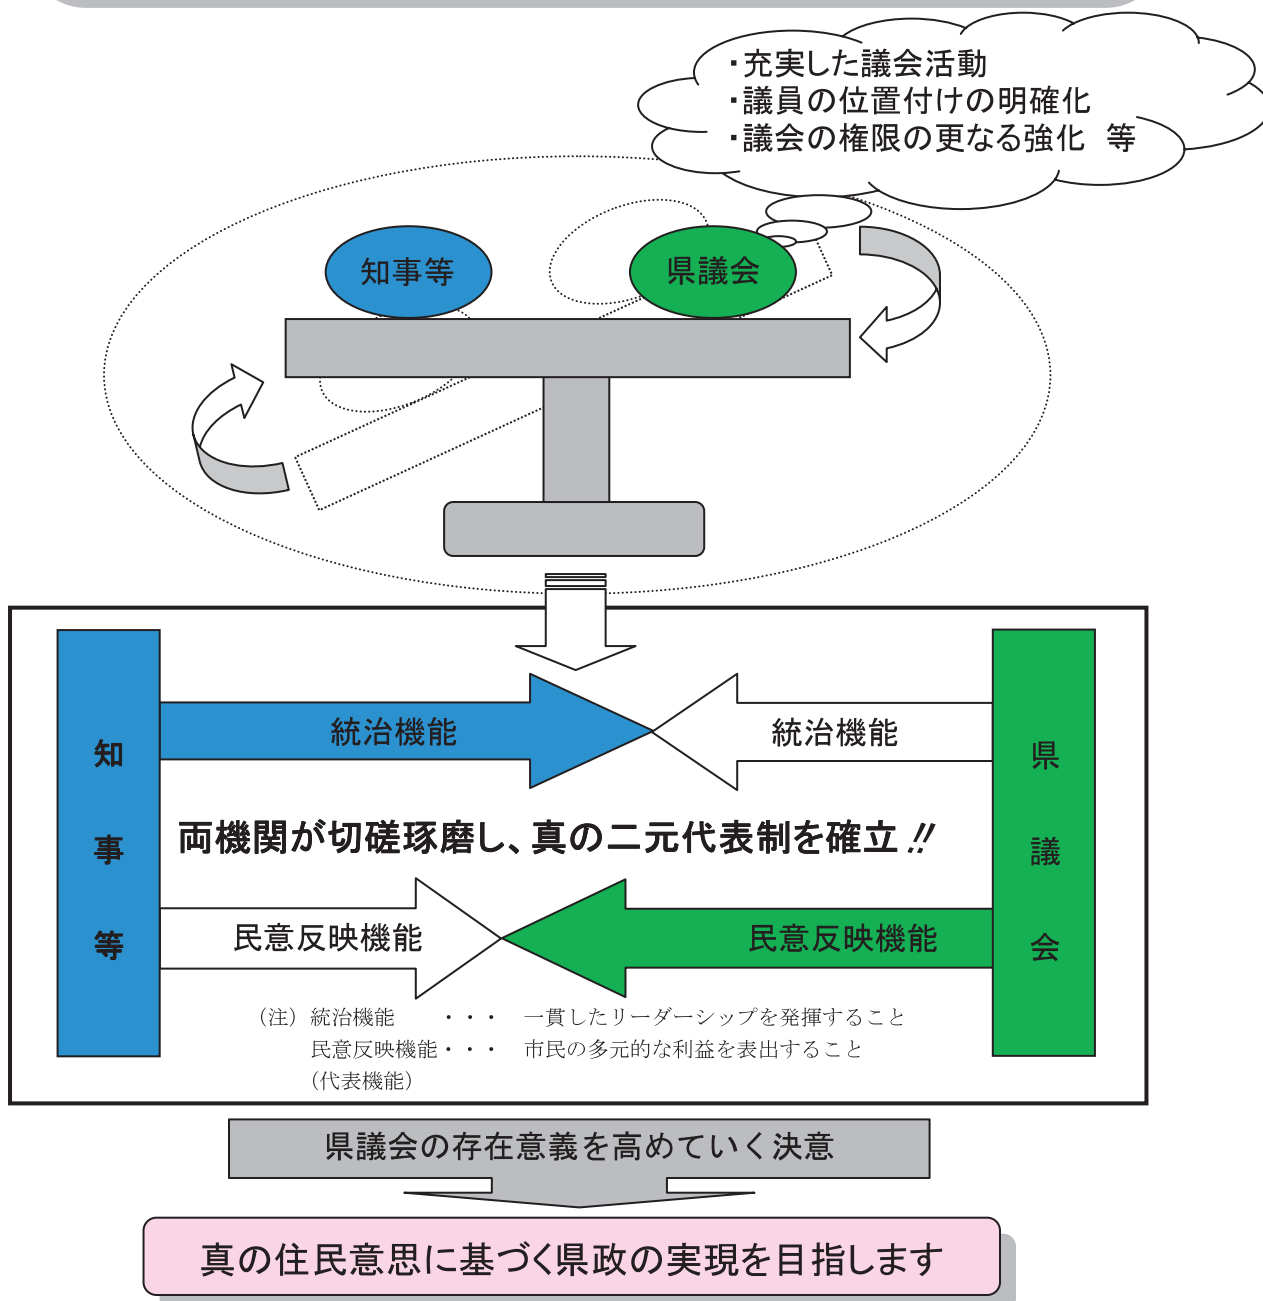 ・充実した議会活動
・議員の位置付けの明確化
・議会の権限の更なる強化　等
知事等
県議会
知事等
統治機能
統治機能
県議会
両機関が切磋琢磨し、真の二元代表制を確立!!
民意反映機能
民意反映機能
（注）統治機能　　・・・　一貫したリーダーシップを発揮すること
民意反映機能・・・　市民の多元的な利益を表出すること
（代表機能）
県議会の存在意義を高めていく決意
真の住民意思に基づく県政の実現を目指します